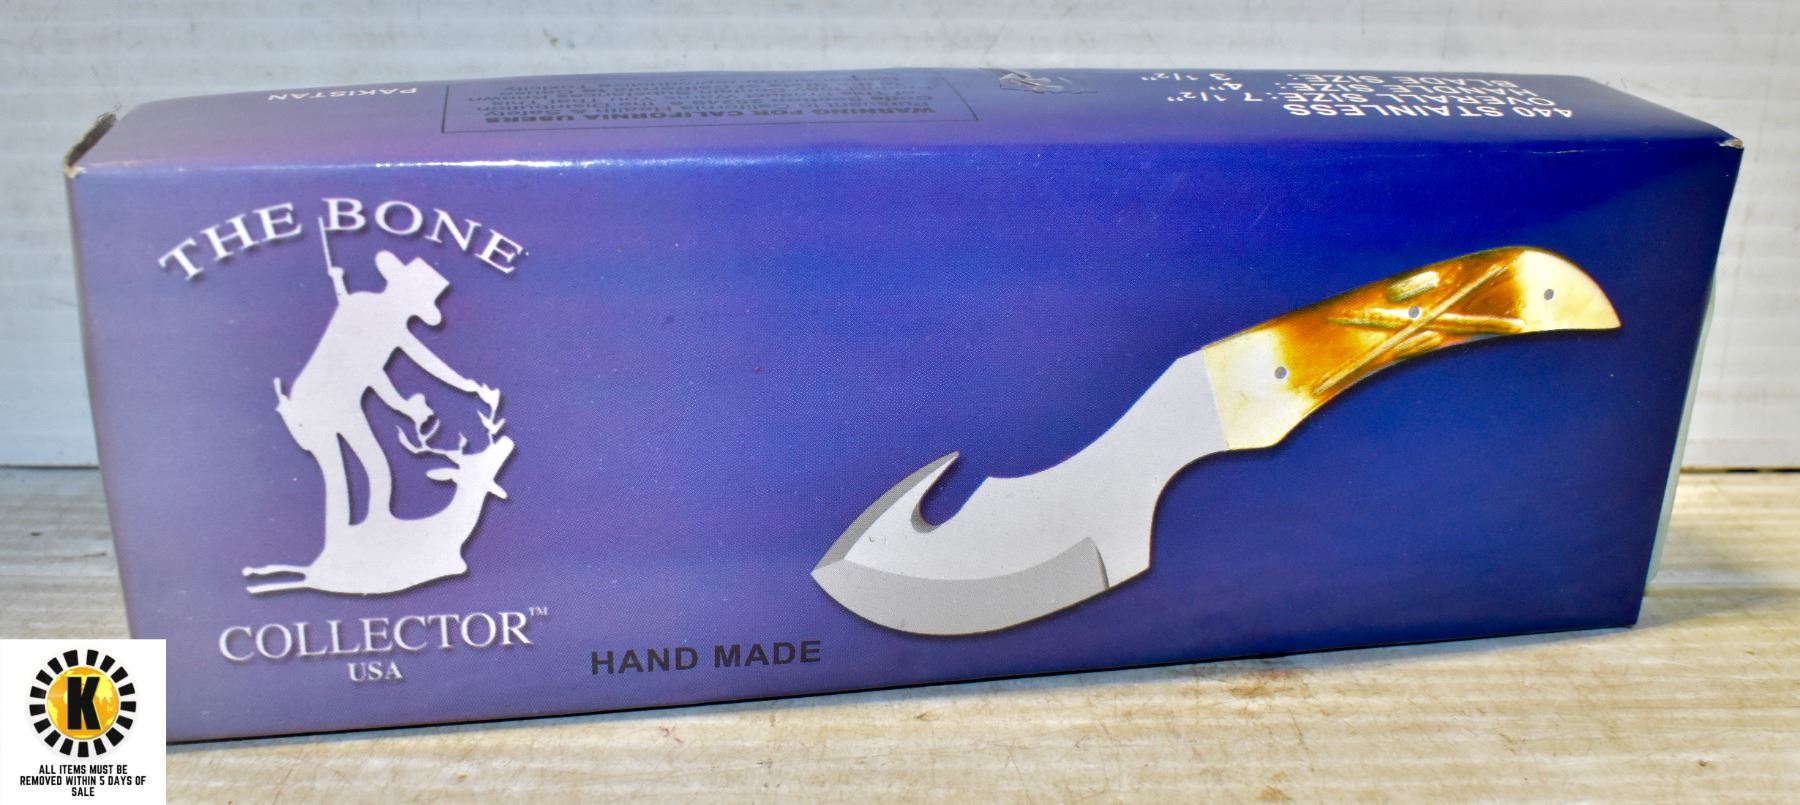 440 STAINLESS
OVERALL SIZE: 7 1/2"
HANDLE SIZE: 4"
BLADE SIZE: 3 1/2"
WARNING FOR CALIFORNIA USERS
PAKISTAN
THE BONE
COLLECTOR™
USA
HAND MADE
K
ALL ITEMS MUST BE
REMOVED WITHIN 5 DAYS OF
SALE